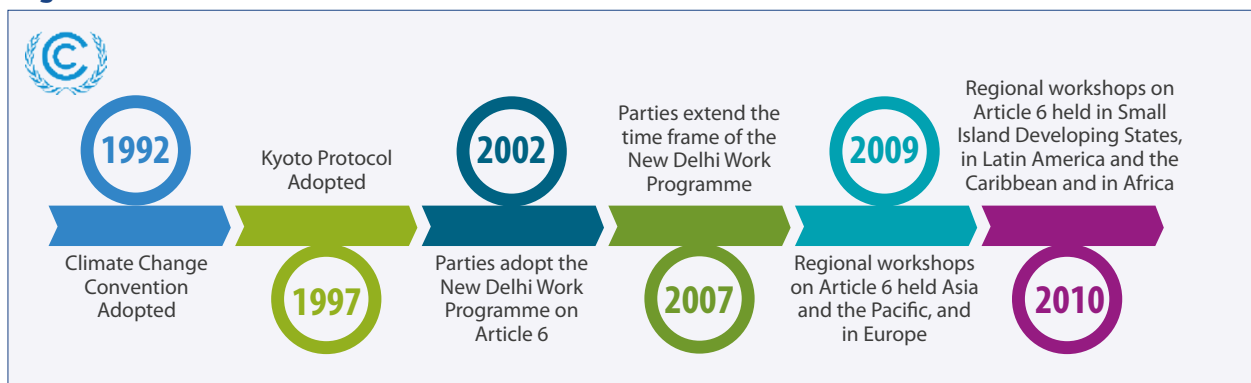 1992
Climate Change
Convention
Adopted
Kyoto Protocol
Adopted
1997
2002
Parties adopt the
New Delhi Work
Programme on
Article 6
Parties extend the
time frame of the
New Delhi Work
Programme
2007
2009
Regional workshops
on Article 6 held Asia
and the Pacific, and
in Europe
Regional workshops on
Article 6 held in Small
Island Developing States,
in Latin America and the
Caribbean and in Africa
2010